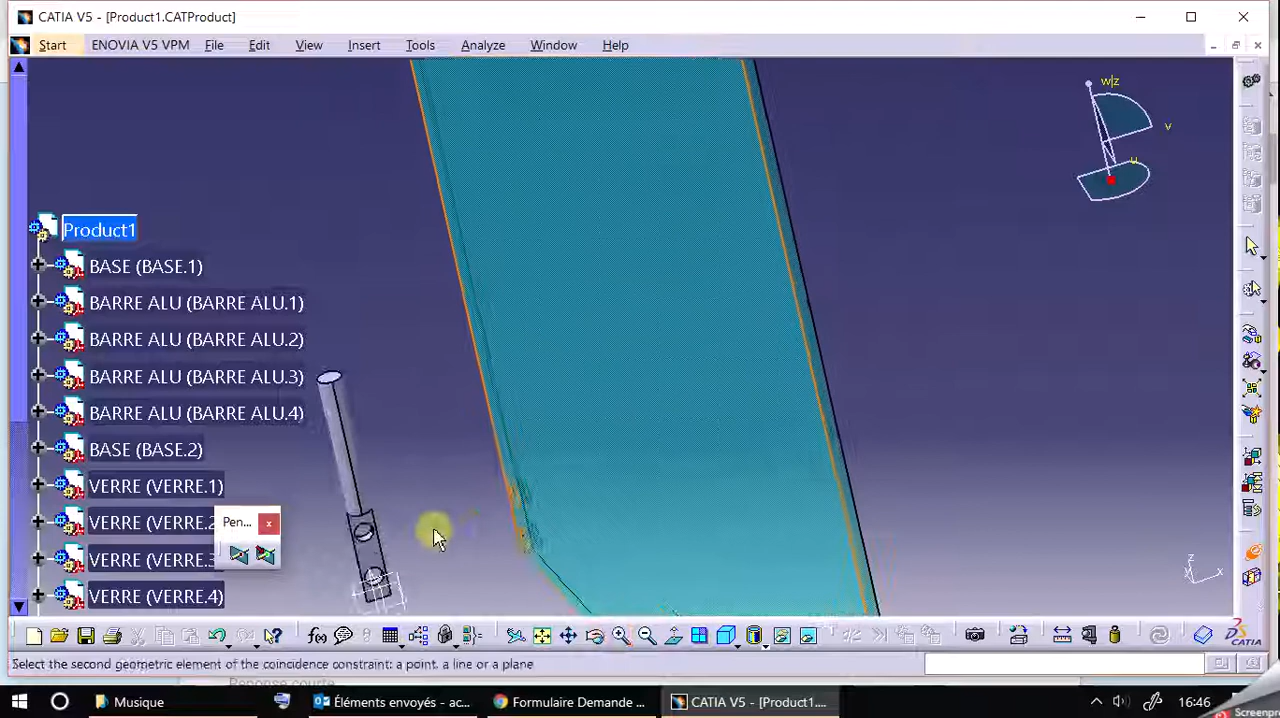 CATIA V5 - [Product1.CATProduct]
Start ENOVIA V5 VPM File Edit View Insert Tools Analyze Window Help
w|z
v
u
Product1
BASE (BASE.1)
BARRE ALU (BARRE ALU.1)
BARRE ALU (BARRE ALU.2)
BARRE ALU (BARRE ALU.3)
BARRE ALU (BARRE ALU.4)
BASE (BASE.2)
VERRE (VERRE.1)
VERRE (VERRE.2
Pen... x
VERRE (VERRE.3
VERRE (VERRE.4)
z
x
f(x)
CATIA
Select the second geometric element of the coincidence constraint: a point, a line or a plane
Réponse courte
Musique
Éléments envoyés - ac...
Formulaire Demande ...
CATIA V5 - [Product1....
16:46
Screenpr